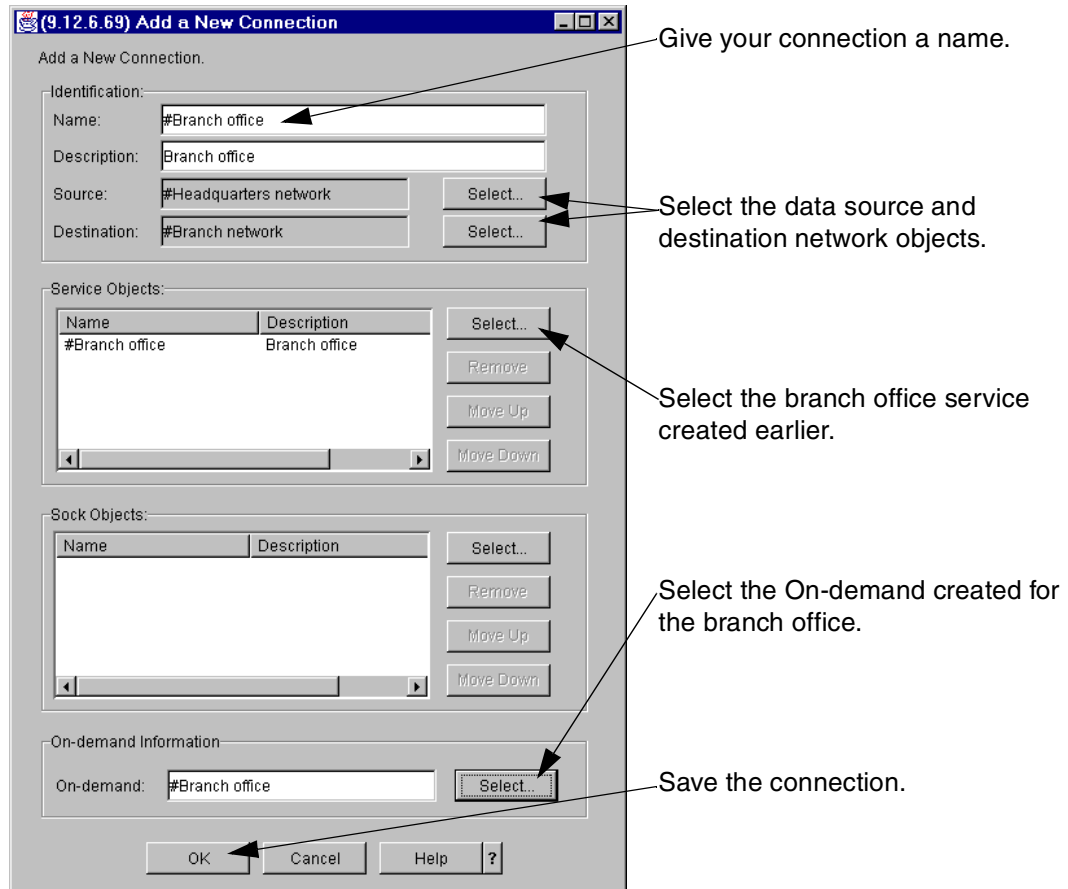 (9.12.6.69) Add a New Connection
Give your connection a name.
Add a New Connection.
Identification:
Name: #Branch office
Description: Branch office
Source: #Headquarters network Select...
Destination: #Branch network Select...
Select the data source and
destination network objects.
Service Objects:
Name Description Select...
#Branch office Branch office
Remove
Move Up
Move Down
Select the branch office service
created earlier.
Sock Objects:
Name Description Select...
Remove
Move Up
Move Down
Select the On-demand created for
the branch office.
On-demand Information
On-demand: #Branch office Select...
Save the connection.
OK Cancel Help ?